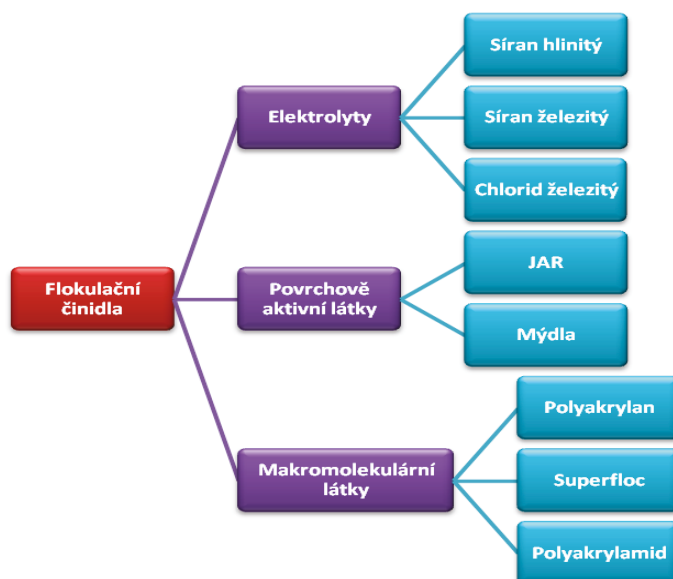 Flokulační
činidla
Elektrolyty
Síran hlinitý
Síran železitý
Chlorid železitý
Povrchově
aktivní látky
JAR
Mýdla
Makromolekulární
látky
Polyakrylan
Superfloc
Polyakrylamid